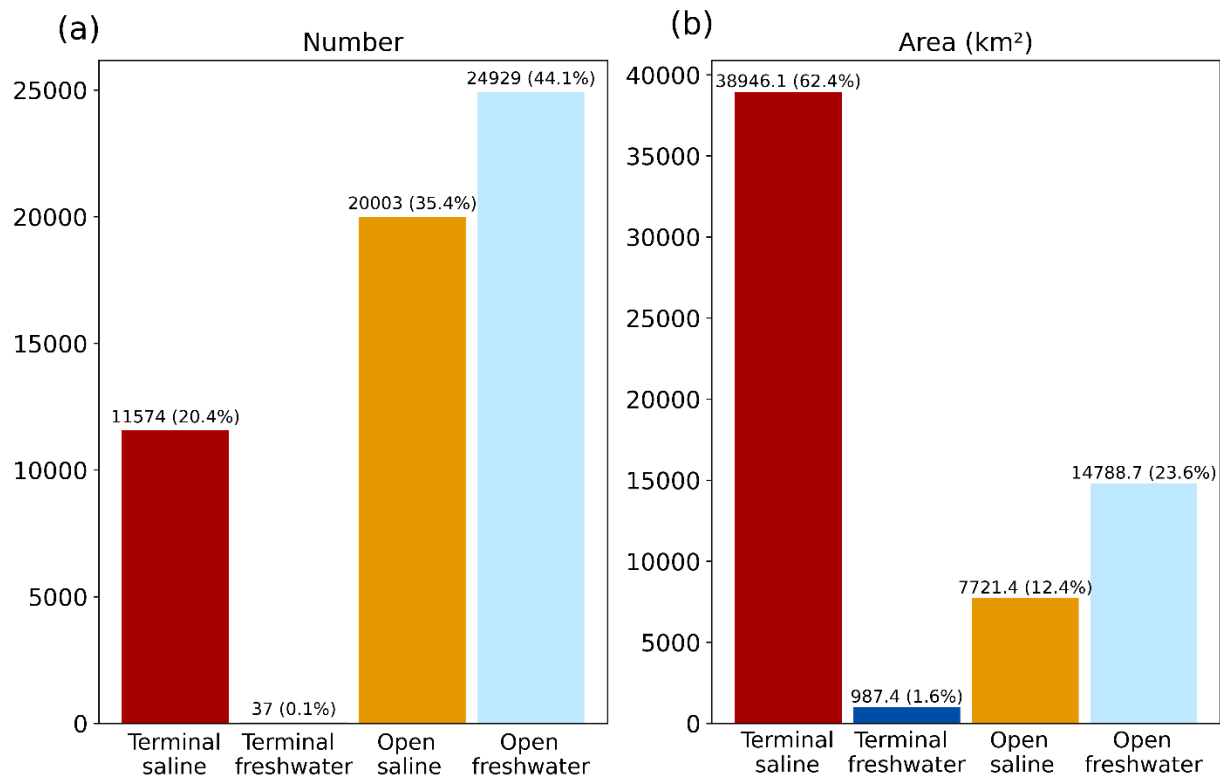 (a)
Number
25000
20000
15000
10000
5000
0
24929 (44.1%)
20003 (35.4%)
11574 (20.4%)
37 (0.1%)
Terminal
saline
Terminal
freshwater
Open
saline
Open
freshwater
(b)
Area (km²)
40000
35000
30000
25000
20000
15000
10000
5000
0
38946.1 (62.4%)
14788.7 (23.6%)
7721.4 (12.4%)
987.4 (1.6%)
Terminal
saline
Terminal
freshwater
Open
saline
Open
freshwater